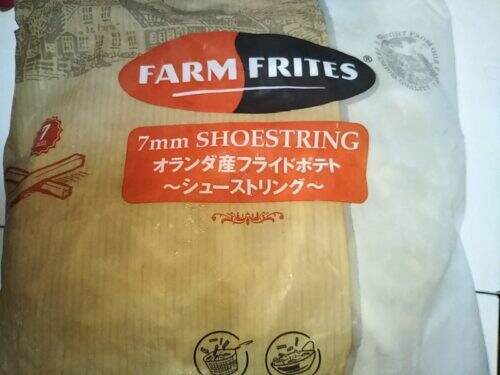 FARM FRITES®
7
7mm SHOESTRING
オランダ産フライドポテト
～シューストリング～